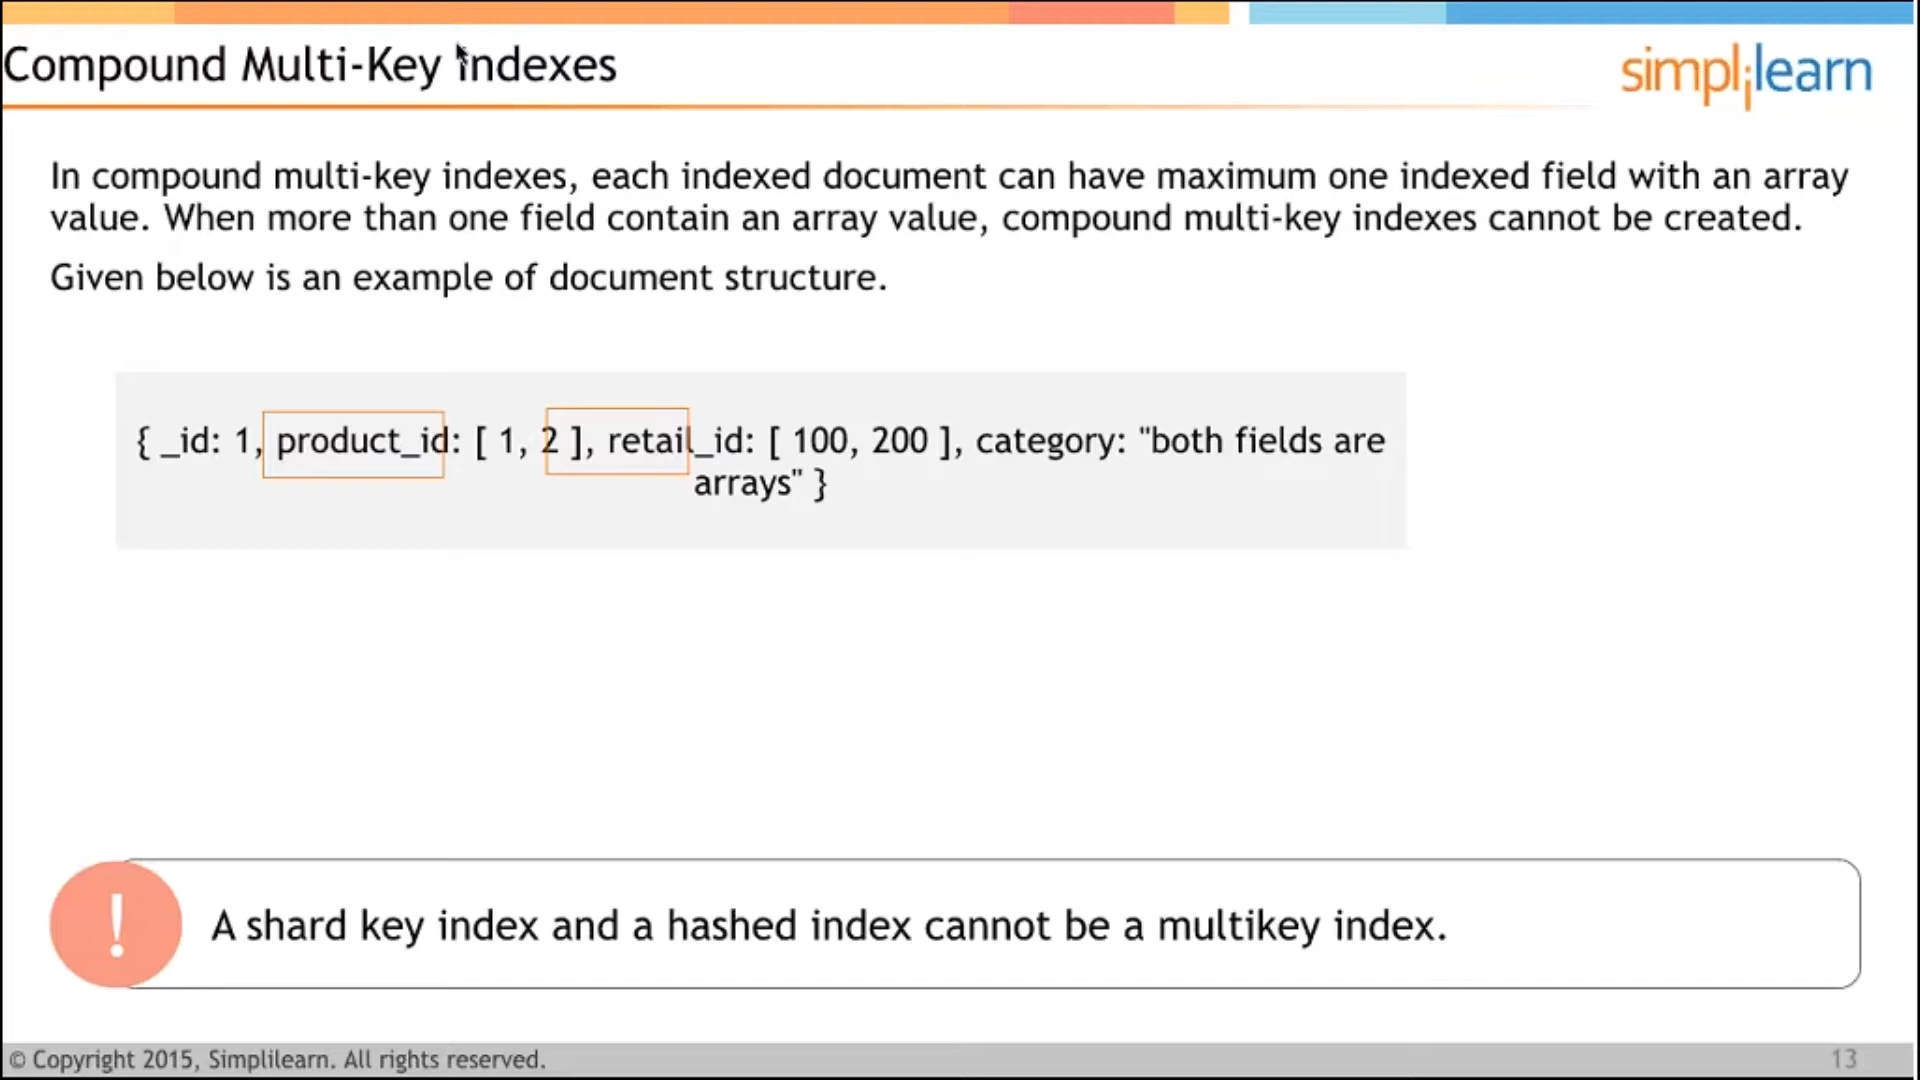 Compound Multi-Key Indexes
simplilearn
In compound multi-key indexes, each indexed document can have maximum one indexed field with an array
value. When more than one field contain an array value, compound multi-key indexes cannot be created.
Given below is an example of document structure.
{ _id: 1, product_id: [ 1, 2 ], retail_id: [ 100, 200 ], category: "both fields are
arrays" }
!
A shard key index and a hashed index cannot be a multikey index.
© Copyright 2015, Simplilearn. All rights reserved.
13